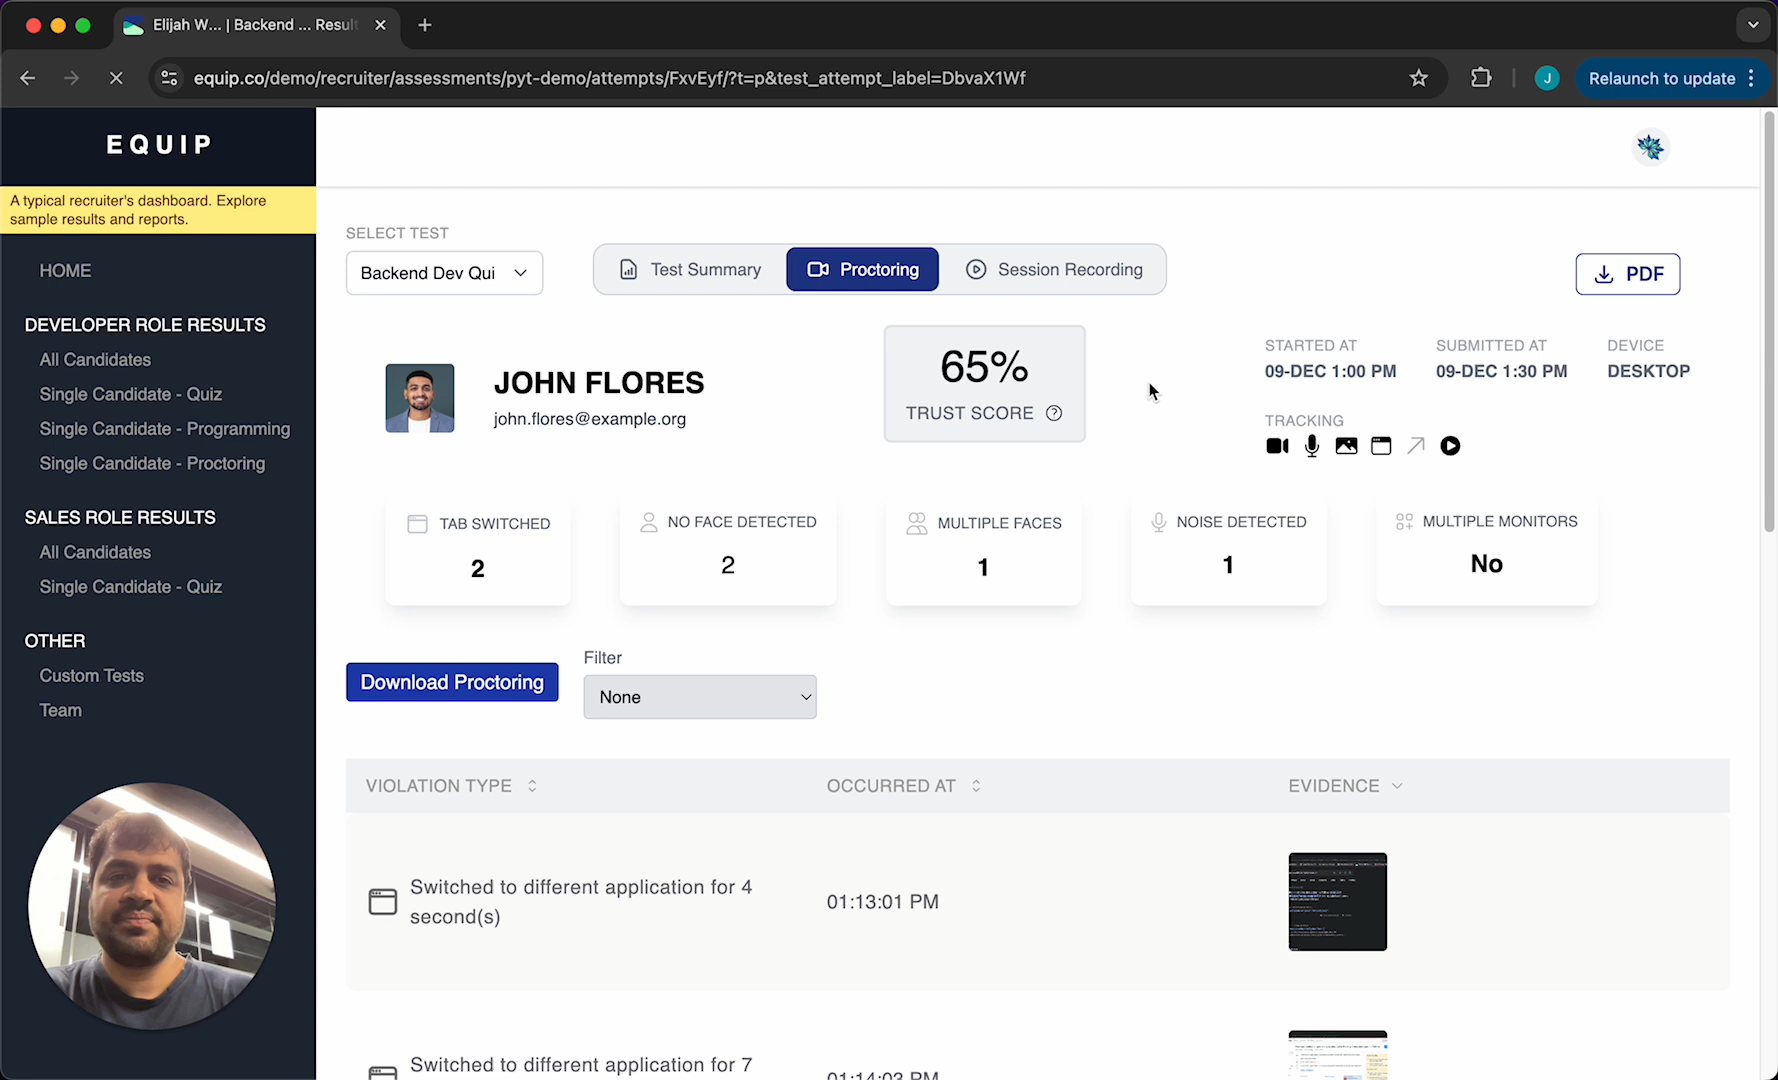 Elijah W... | Backend ... Result
equip.co/demo/recruiter/assessments/pyt-demo/attempts/FxvEyf/?t=p&test_attempt_label=DbvaX1Wf
J
Relaunch to update
EQUIP
A typical recruiter's dashboard. Explore
sample results and reports.
HOME
DEVELOPER ROLE RESULTS
All Candidates
Single Candidate - Quiz
Single Candidate - Programming
Single Candidate - Proctoring
SALES ROLE RESULTS
All Candidates
Single Candidate - Quiz
OTHER
Custom Tests
Team
SELECT TEST
Backend Dev Qui
Test Summary
Proctoring
Session Recording
PDF
JOHN FLORES
john.flores@example.org
65%
TRUST SCORE
STARTED AT
09-DEC 1:00 PM
SUBMITTED AT
09-DEC 1:30 PM
DEVICE
DESKTOP
TRACKING
TAB SWITCHED
2
NO FACE DETECTED
2
MULTIPLE FACES
1
NOISE DETECTED
1
MULTIPLE MONITORS
No
Download Proctoring
Filter
None
VIOLATION TYPE
OCCURRED AT
EVIDENCE
Switched to different application for 4
second(s)
01:13:01 PM
Switched to different application for 7
01:14:03 PM